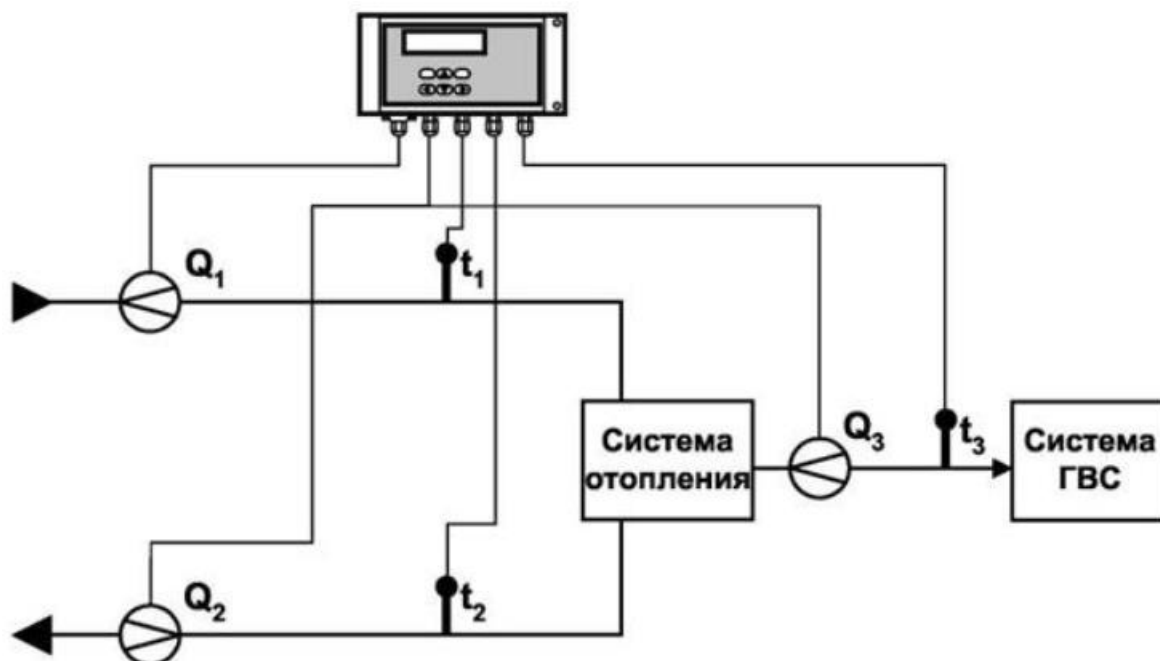 Q1
t1
Система
отопления
Q3
t3
Система
ГВС
Q2
t2